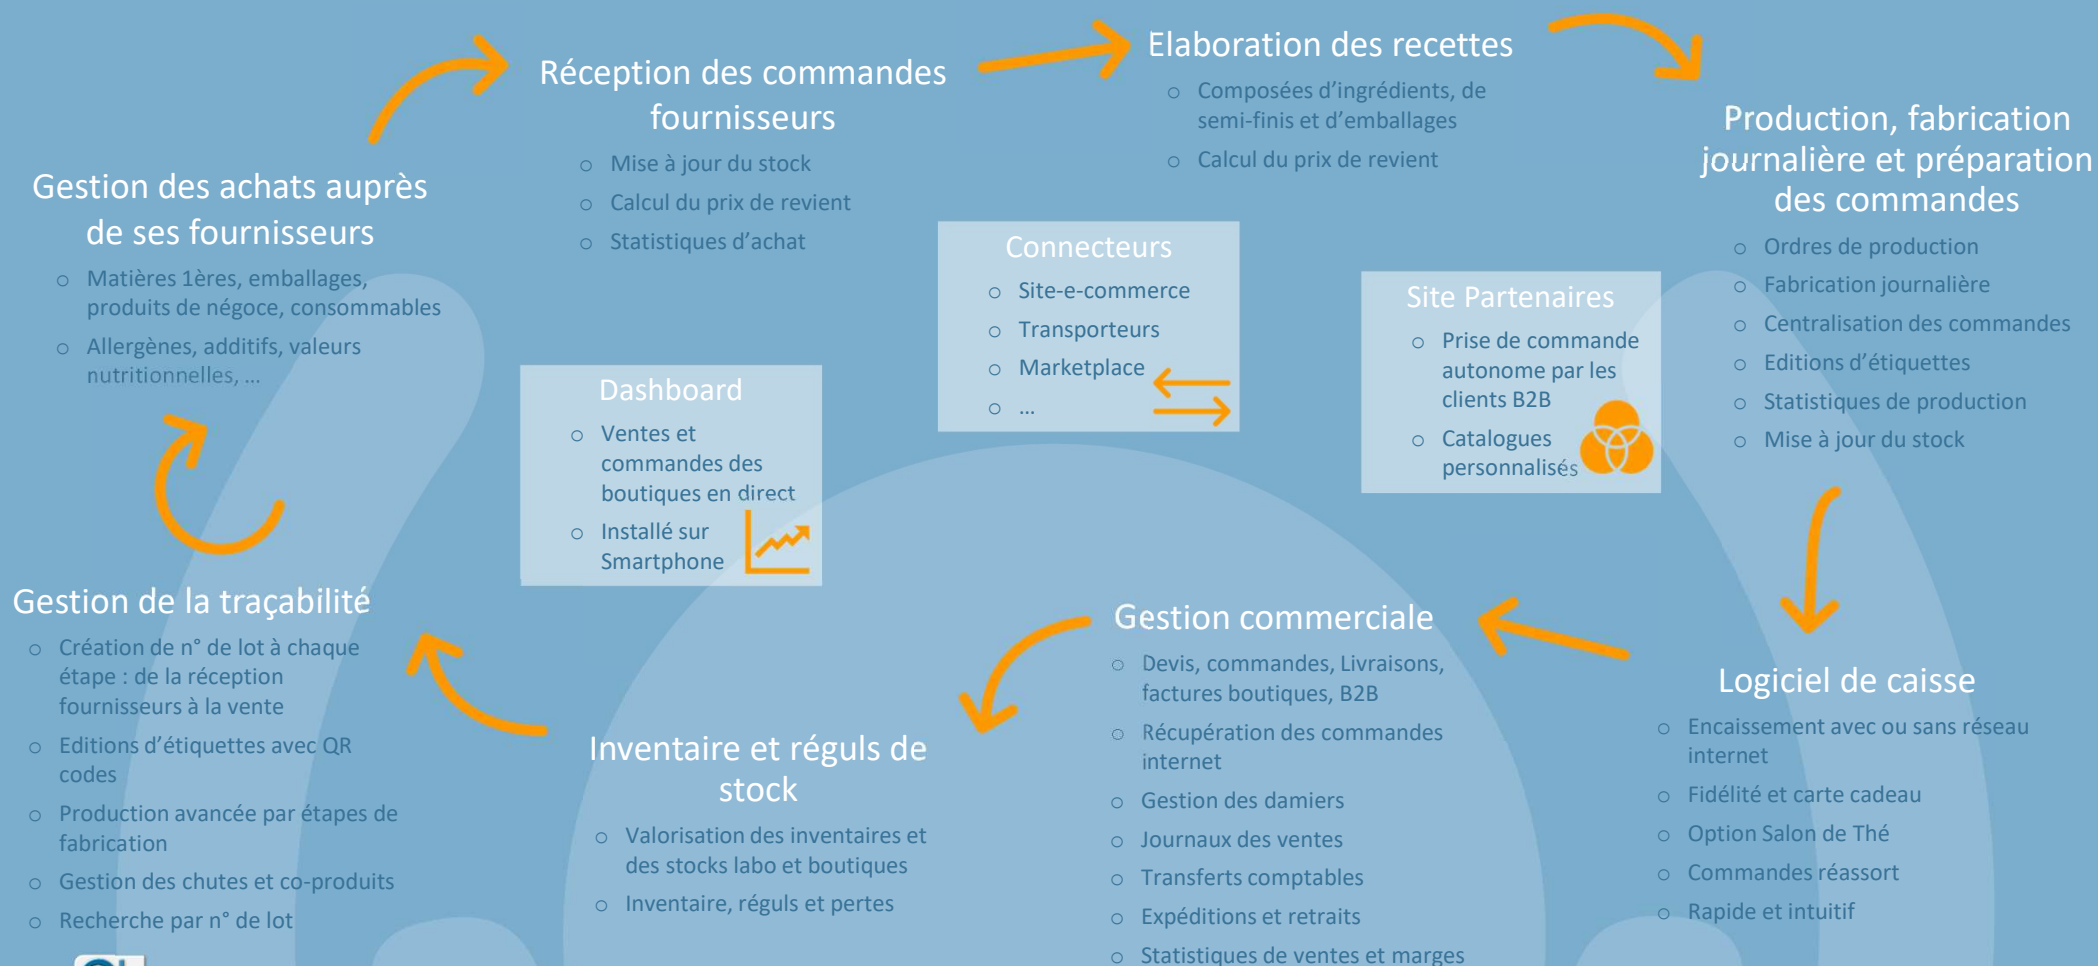 Gestion des achats auprès
de ses fournisseurs
o Matières 1ères, emballages,
produits de négoce, consommables
o Allergènes, additifs, valeurs
nutritionnelles, ...
Réception des commandes
fournisseurs
o Mise à jour du stock
o Calcul du prix de revient
o Statistiques d'achat
Elaboration des recettes
o Composées d'ingrédients, de
semi-finis et d'emballages
o Calcul du prix de revient
Production, fabrication
journalière et préparation
des commandes
o Ordres de production
o Fabrication journalière
o Centralisation des commandes
o Editions d'étiquettes
o Statistiques de production
o Mise à jour du stock
Connecteurs
o Site-e-commerce
o Transporteurs
o Marketplace
o ...
Site Partenaires
o Prise de commande
autonome par les
clients B2B
o Catalogues
personnalisés
Dashboard
o Ventes et
commandes des
boutiques en direct
o Installé sur
Smartphone
Gestion de la traçabilité
o Création de n° de lot à chaque
étape : de la réception
fournisseurs à la vente
o Editions d'étiquettes avec QR
codes
o Production avancée par étapes de
fabrication
o Gestion des chutes et co-produits
o Recherche par n° de lot
Inventaire et réguls de
stock
o Valorisation des inventaires et
des stocks labo et boutiques
o Inventaire, réguls et pertes
Gestion commerciale
o Devis, commandes, Livraisons,
factures boutiques, B2B
o Récupération des commandes
internet
o Gestion des damiers
o Journaux des ventes
o Transferts comptables
o Expéditions et retraits
o Statistiques de ventes et marges
Logiciel de caisse
o Encaissement avec ou sans réseau
internet
o Fidélité et carte cadeau
o Option Salon de Thé
o Commandes réassort
o Rapide et intuitif